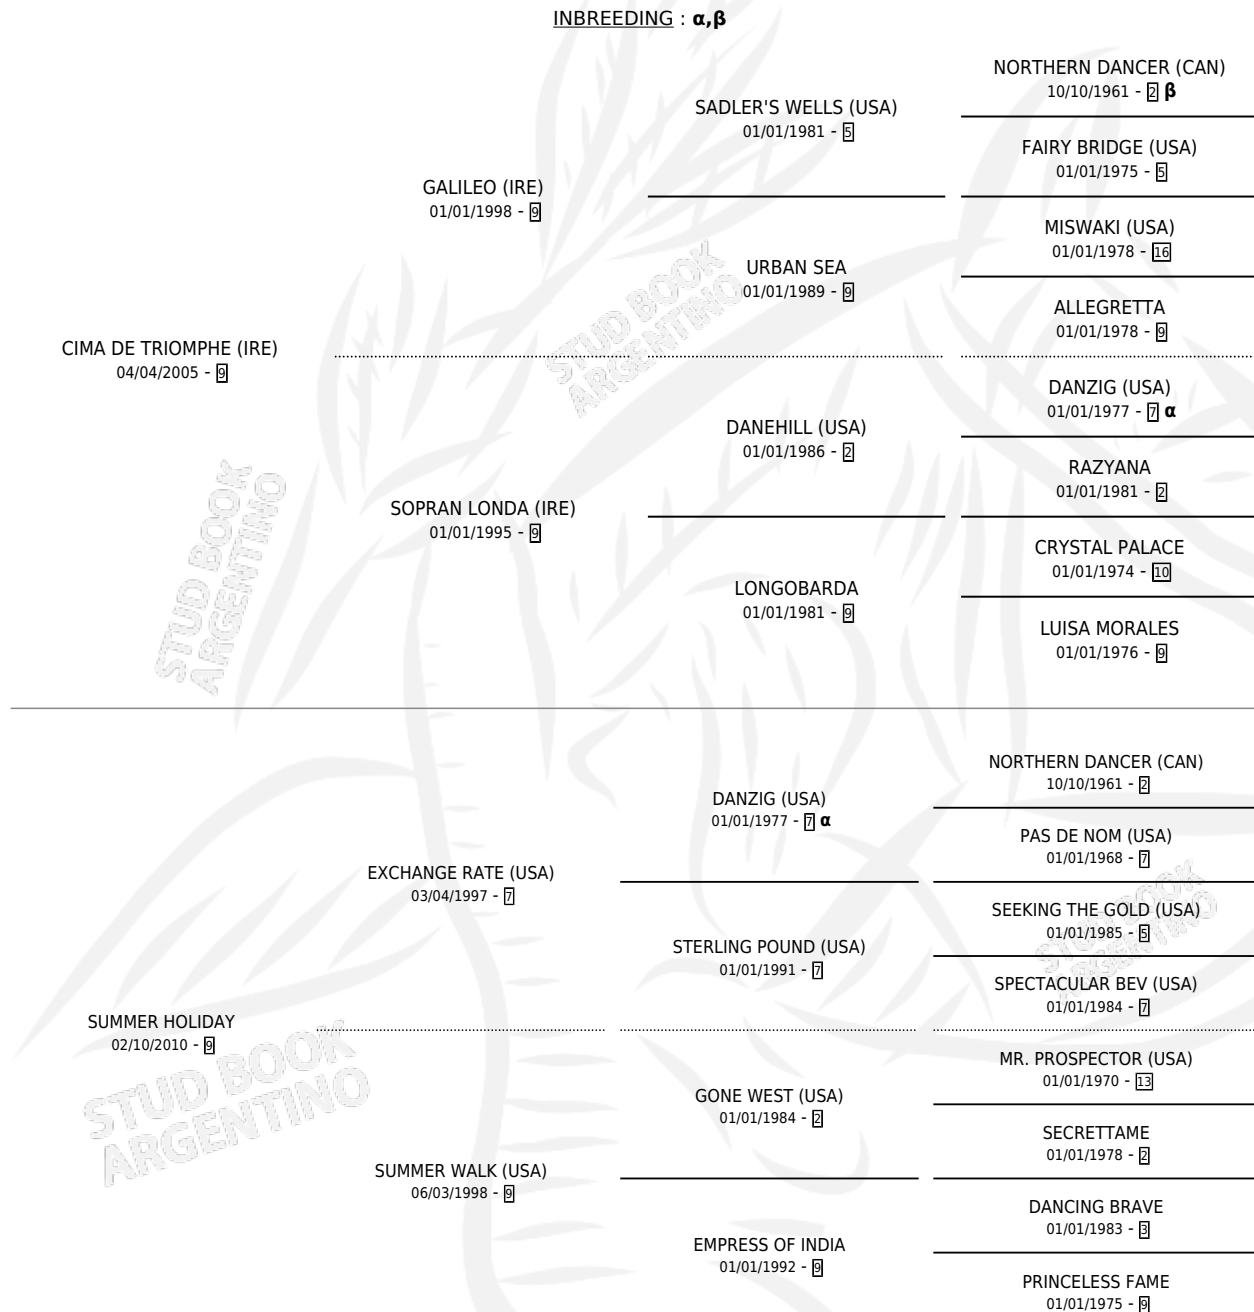 INBREEDING : α,β
NORTHERN DANCER (CAN)
10/10/1961 - 2 β
SADLER'S WELLS (USA)
01/01/1981 - 5
FAIRY BRIDGE (USA)
01/01/1975 - 5
GALILEO (IRE)
01/01/1998 - 9
MISWAKI (USA)
01/01/1978 - 16
URBAN SEA
01/01/1989 - 9
ALLEGRETTA
01/01/1978 - 9
CIMA DE TRIOMPHE (IRE)
04/04/2005 - 9
DANZIG (USA)
01/01/1977 - 7 α
DANEHILL (USA)
01/01/1986 - 2
RAZYANA
01/01/1981 - 2
SOPRAN LONDA (IRE)
01/01/1995 - 9
CRYSTAL PALACE
01/01/1974 - 10
LONGOBARDA
01/01/1981 - 9
LUISA MORALES
01/01/1976 - 9
NORTHERN DANCER (CAN)
10/10/1961 - 2
DANZIG (USA)
01/01/1977 - 7 α
PAS DE NOM (USA)
01/01/1968 - 7
EXCHANGE RATE (USA)
03/04/1997 - 7
SEEKING THE GOLD (USA)
01/01/1985 - 5
STERLING POUND (USA)
01/01/1991 - 7
SPECTACULAR BEV (USA)
01/01/1984 - 7
SUMMER HOLIDAY
02/10/2010 - 9
MR. PROSPECTOR (USA)
01/01/1970 - 13
GONE WEST (USA)
01/01/1984 - 2
SECRETTAME
01/01/1978 - 2
SUMMER WALK (USA)
06/03/1998 - 9
DANCING BRAVE
01/01/1983 - 3
EMPRESS OF INDIA
01/01/1992 - 9
PRINCELESS FAME
01/01/1975 - 9
STUD BOOK
ARGENTINO
STUD BOOK
ARGENTINO
STUD BOOK
ARGENTINO
STUD BOOK
ARGENTINO